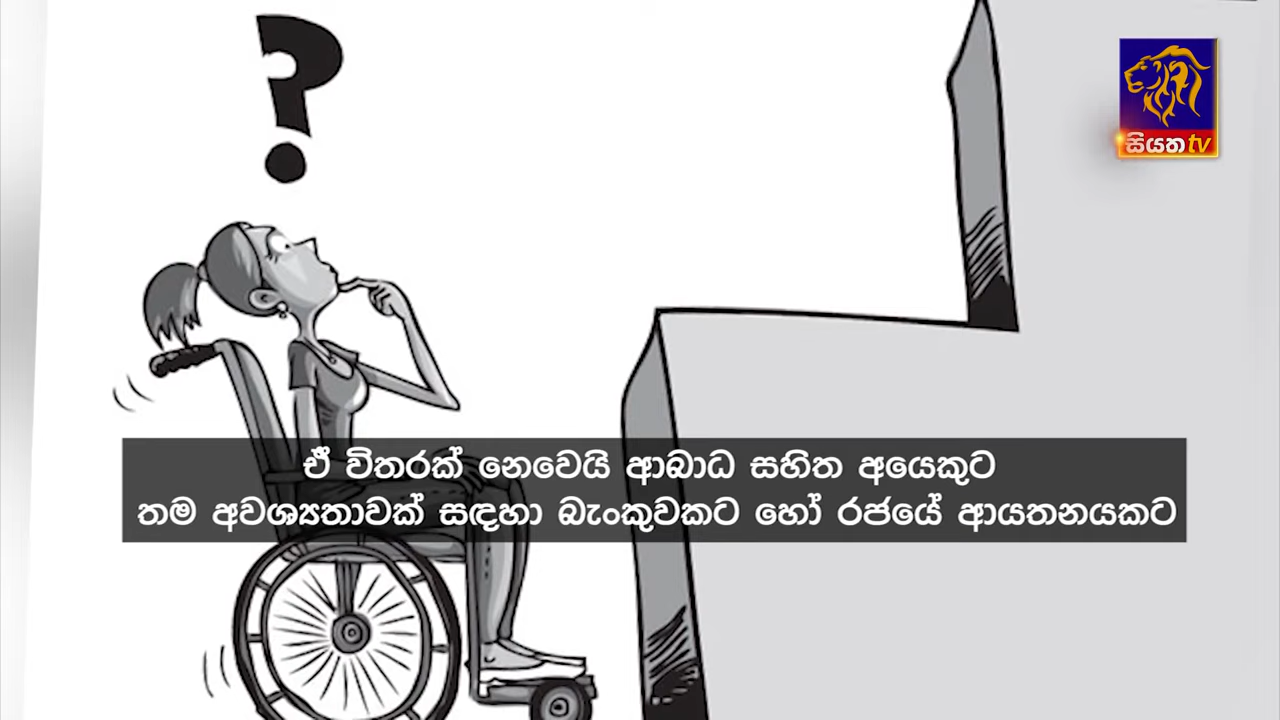 ?
සියත tv
ඒ විතරක් නෙවෙයි ආබාධ සහිත අයෙකුට
තම අවශ්‍යතාවක් සඳහා බැංකුවකට හෝ රජයේ ආයතනයකට